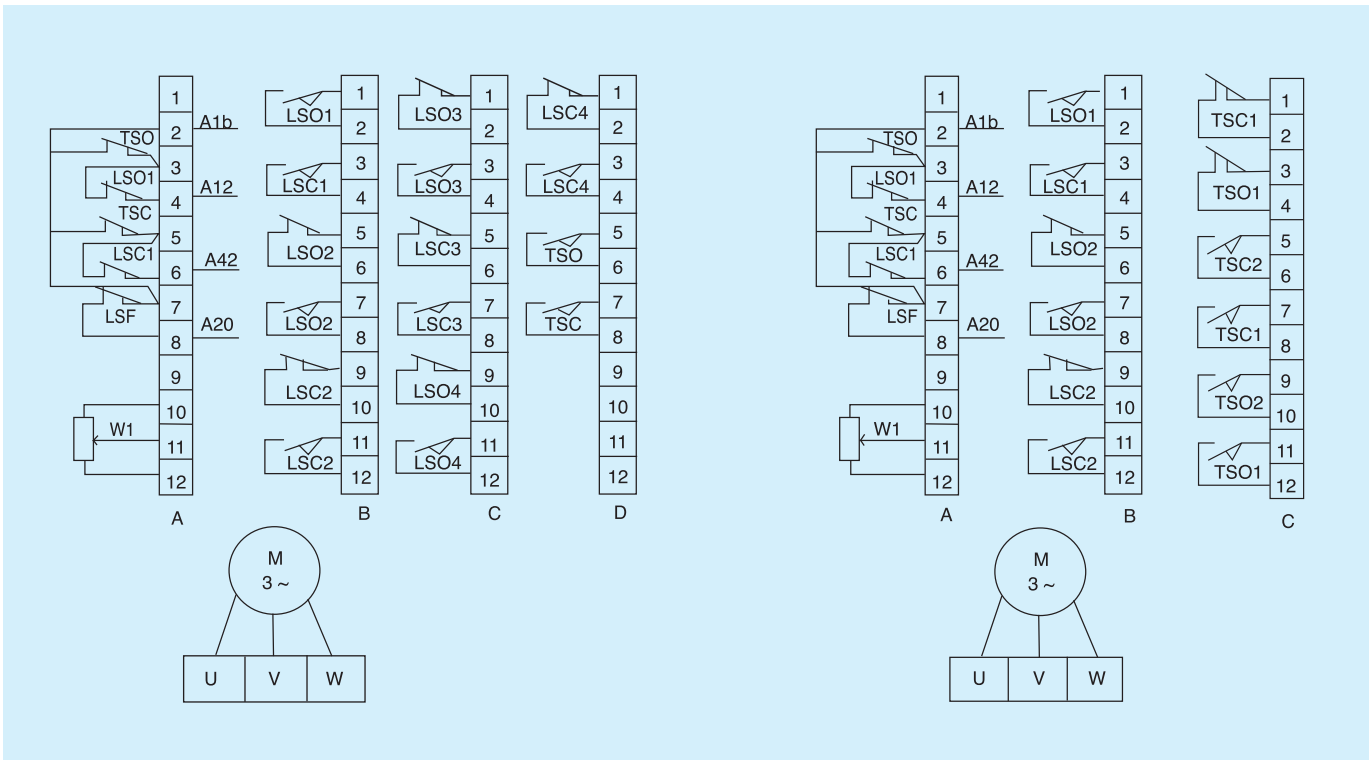 1
2
3
4
5
6
7
8
9
10
11
12
A
A1b
A12
A42
A20
TSO
LSO1
TSC
LSC1
LSF
W1
1
2
3
4
5
6
7
8
9
10
11
12
B
LSO1
LSC1
LSO2
LSO2
LSC2
LSC2
1
2
3
4
5
6
7
8
9
10
11
12
C
LSO3
LSO3
LSC3
LSC3
LSO4
LSO4
1
2
3
4
5
6
7
8
9
10
11
12
D
LSC4
LSC4
TSO
TSC
M
3 ~
U V W
1
2
3
4
5
6
7
8
9
10
11
12
A
A1b
A12
A42
A20
TSO
LSO1
TSC
LSC1
LSF
W1
1
2
3
4
5
6
7
8
9
10
11
12
B
LSO1
LSC1
LSO2
LSO2
LSC2
LSC2
1
2
3
4
5
6
7
8
9
10
11
12
C
TSC1
TSO1
TSC2
TSC1
TSO2
TSO1
M
3 ~
U V W